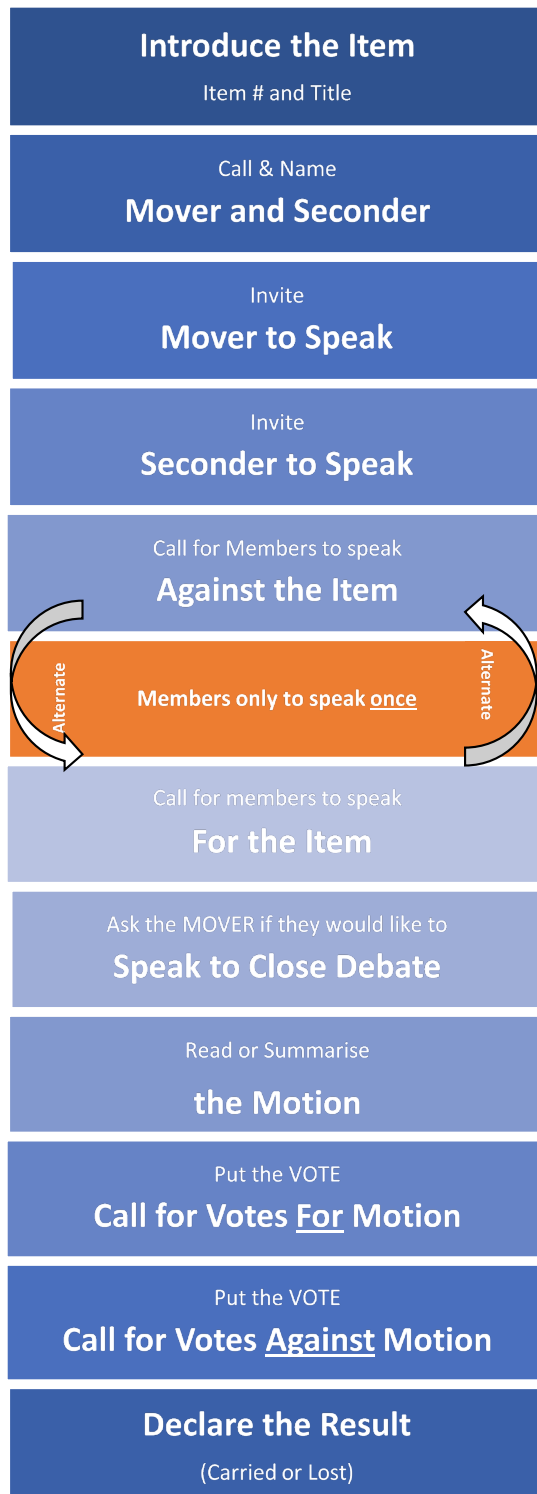 Introduce the Item
Item # and Title
Call & Name
Mover and Seconder
Invite
Mover to Speak
Invite
Seconder to Speak
Call for Members to speak
Against the Item
Alternate
Members only to speak once
Alternate
Call for members to speak
For the Item
Ask the MOVER if they would like to
Speak to Close Debate
Read or Summarise
the Motion
Put the VOTE
Call for Votes For Motion
Put the VOTE
Call for Votes Against Motion
Declare the Result
(Carried or Lost)